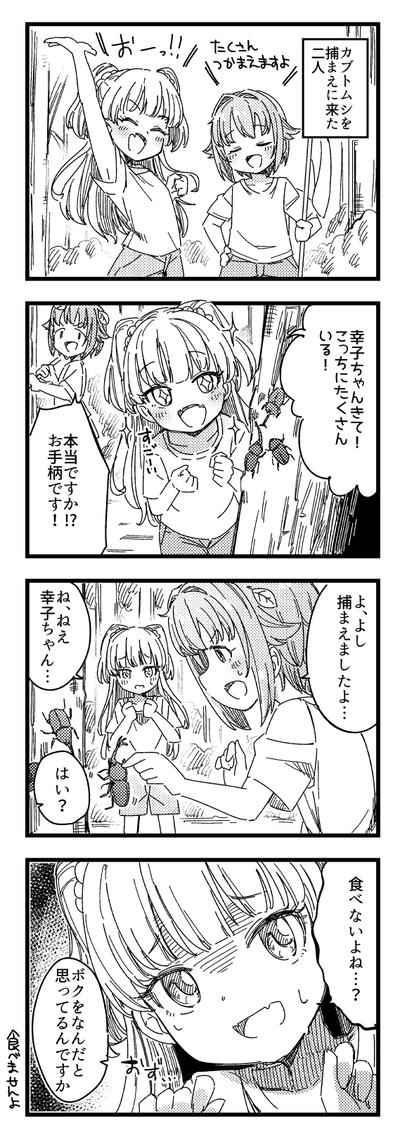 カブトムシを
捕まえに来た
二人
たくさん
つかまえますよ
おーっ!!
幸子ちゃんきて！
こっちにたくさん
いる！
すごい…
本当ですか!?
お手柄です！
よ、よし
捕まえましたよ…
ね、ねえ
幸子ちゃん…
はい？
食べないよね…？
ボクをなんだと
思ってるんですか
おず…
食べませんよ